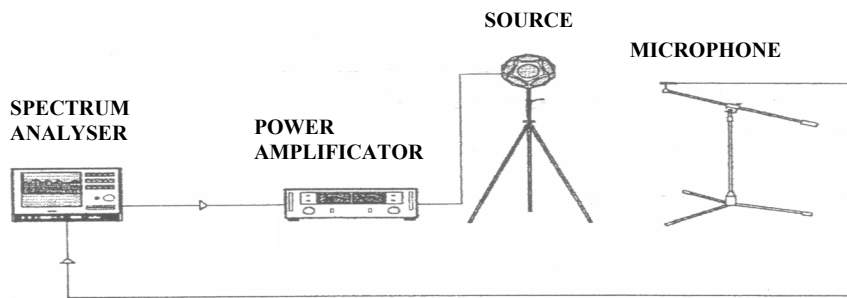 SOURCE
MICROPHONE
SPECTRUM
ANALYSER
POWER
AMPLIFICATOR